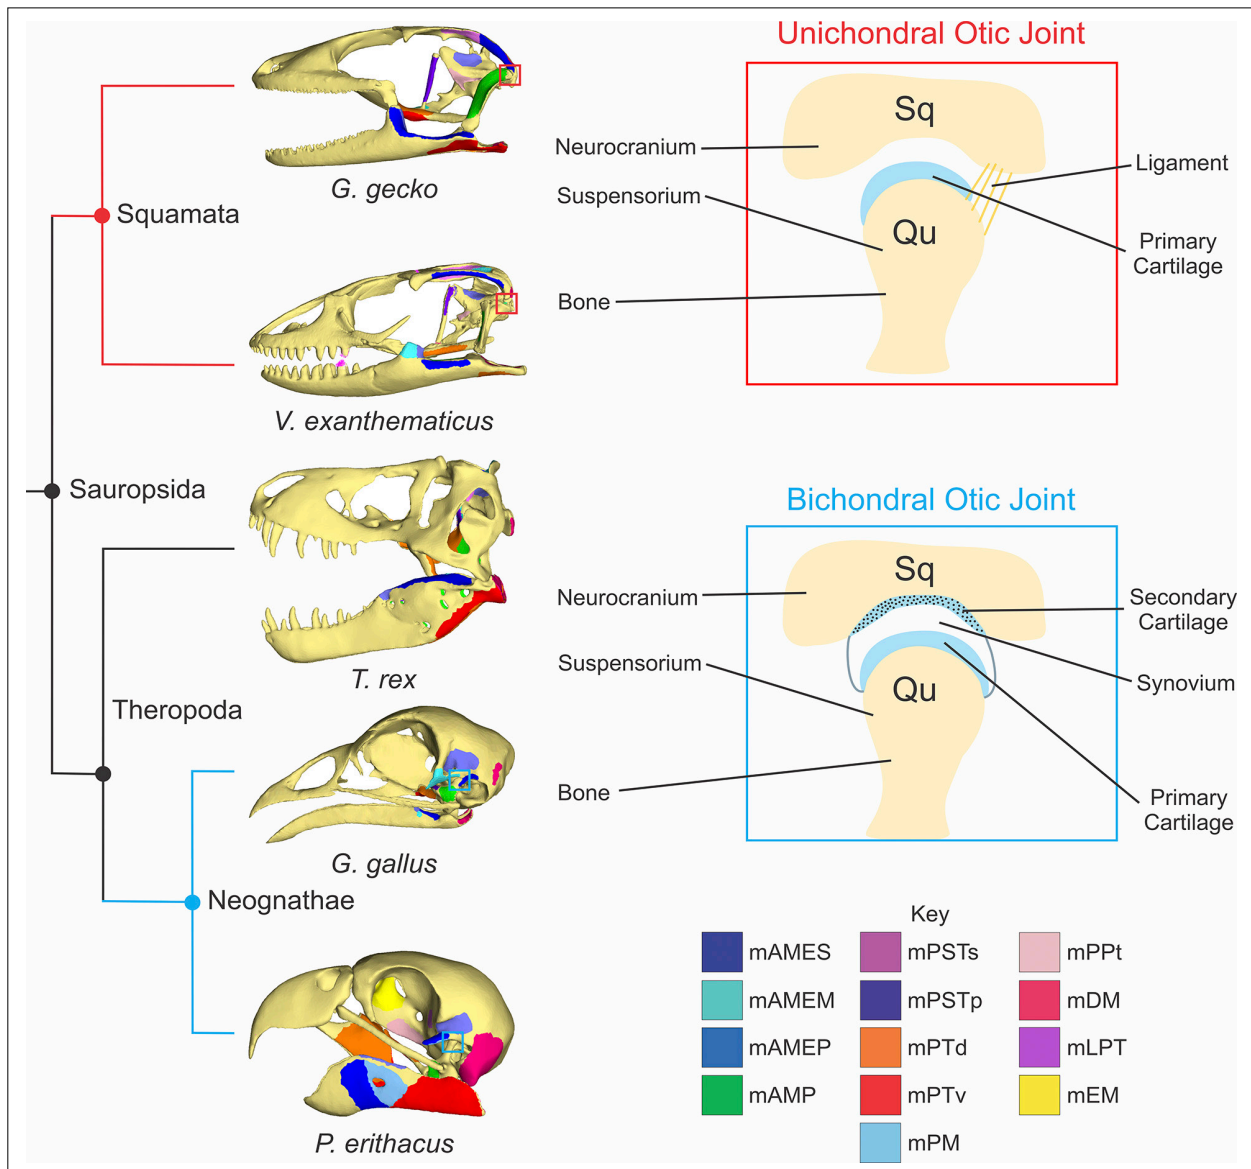 Unichondral Otic Joint
Sq
Neurocranium
Ligament
Suspensorium
Qu
Primary
Cartilage
Bone
G. gecko
Squamata
V. exanthematicus
Sauropsida
Bichondral Otic Joint
Sq
Neurocranium
Secondary
Cartilage
Suspensorium
Synovium
Qu
Bone
Primary
Cartilage
T. rex
Theropoda
G. gallus
Neognathae
P. erithacus
Key
mAMES
mAMEM
mAMEP
mAMP
mPSTs
mPSTp
mPTd
mPTv
mPM
mPPt
mDM
mLPT
mEM